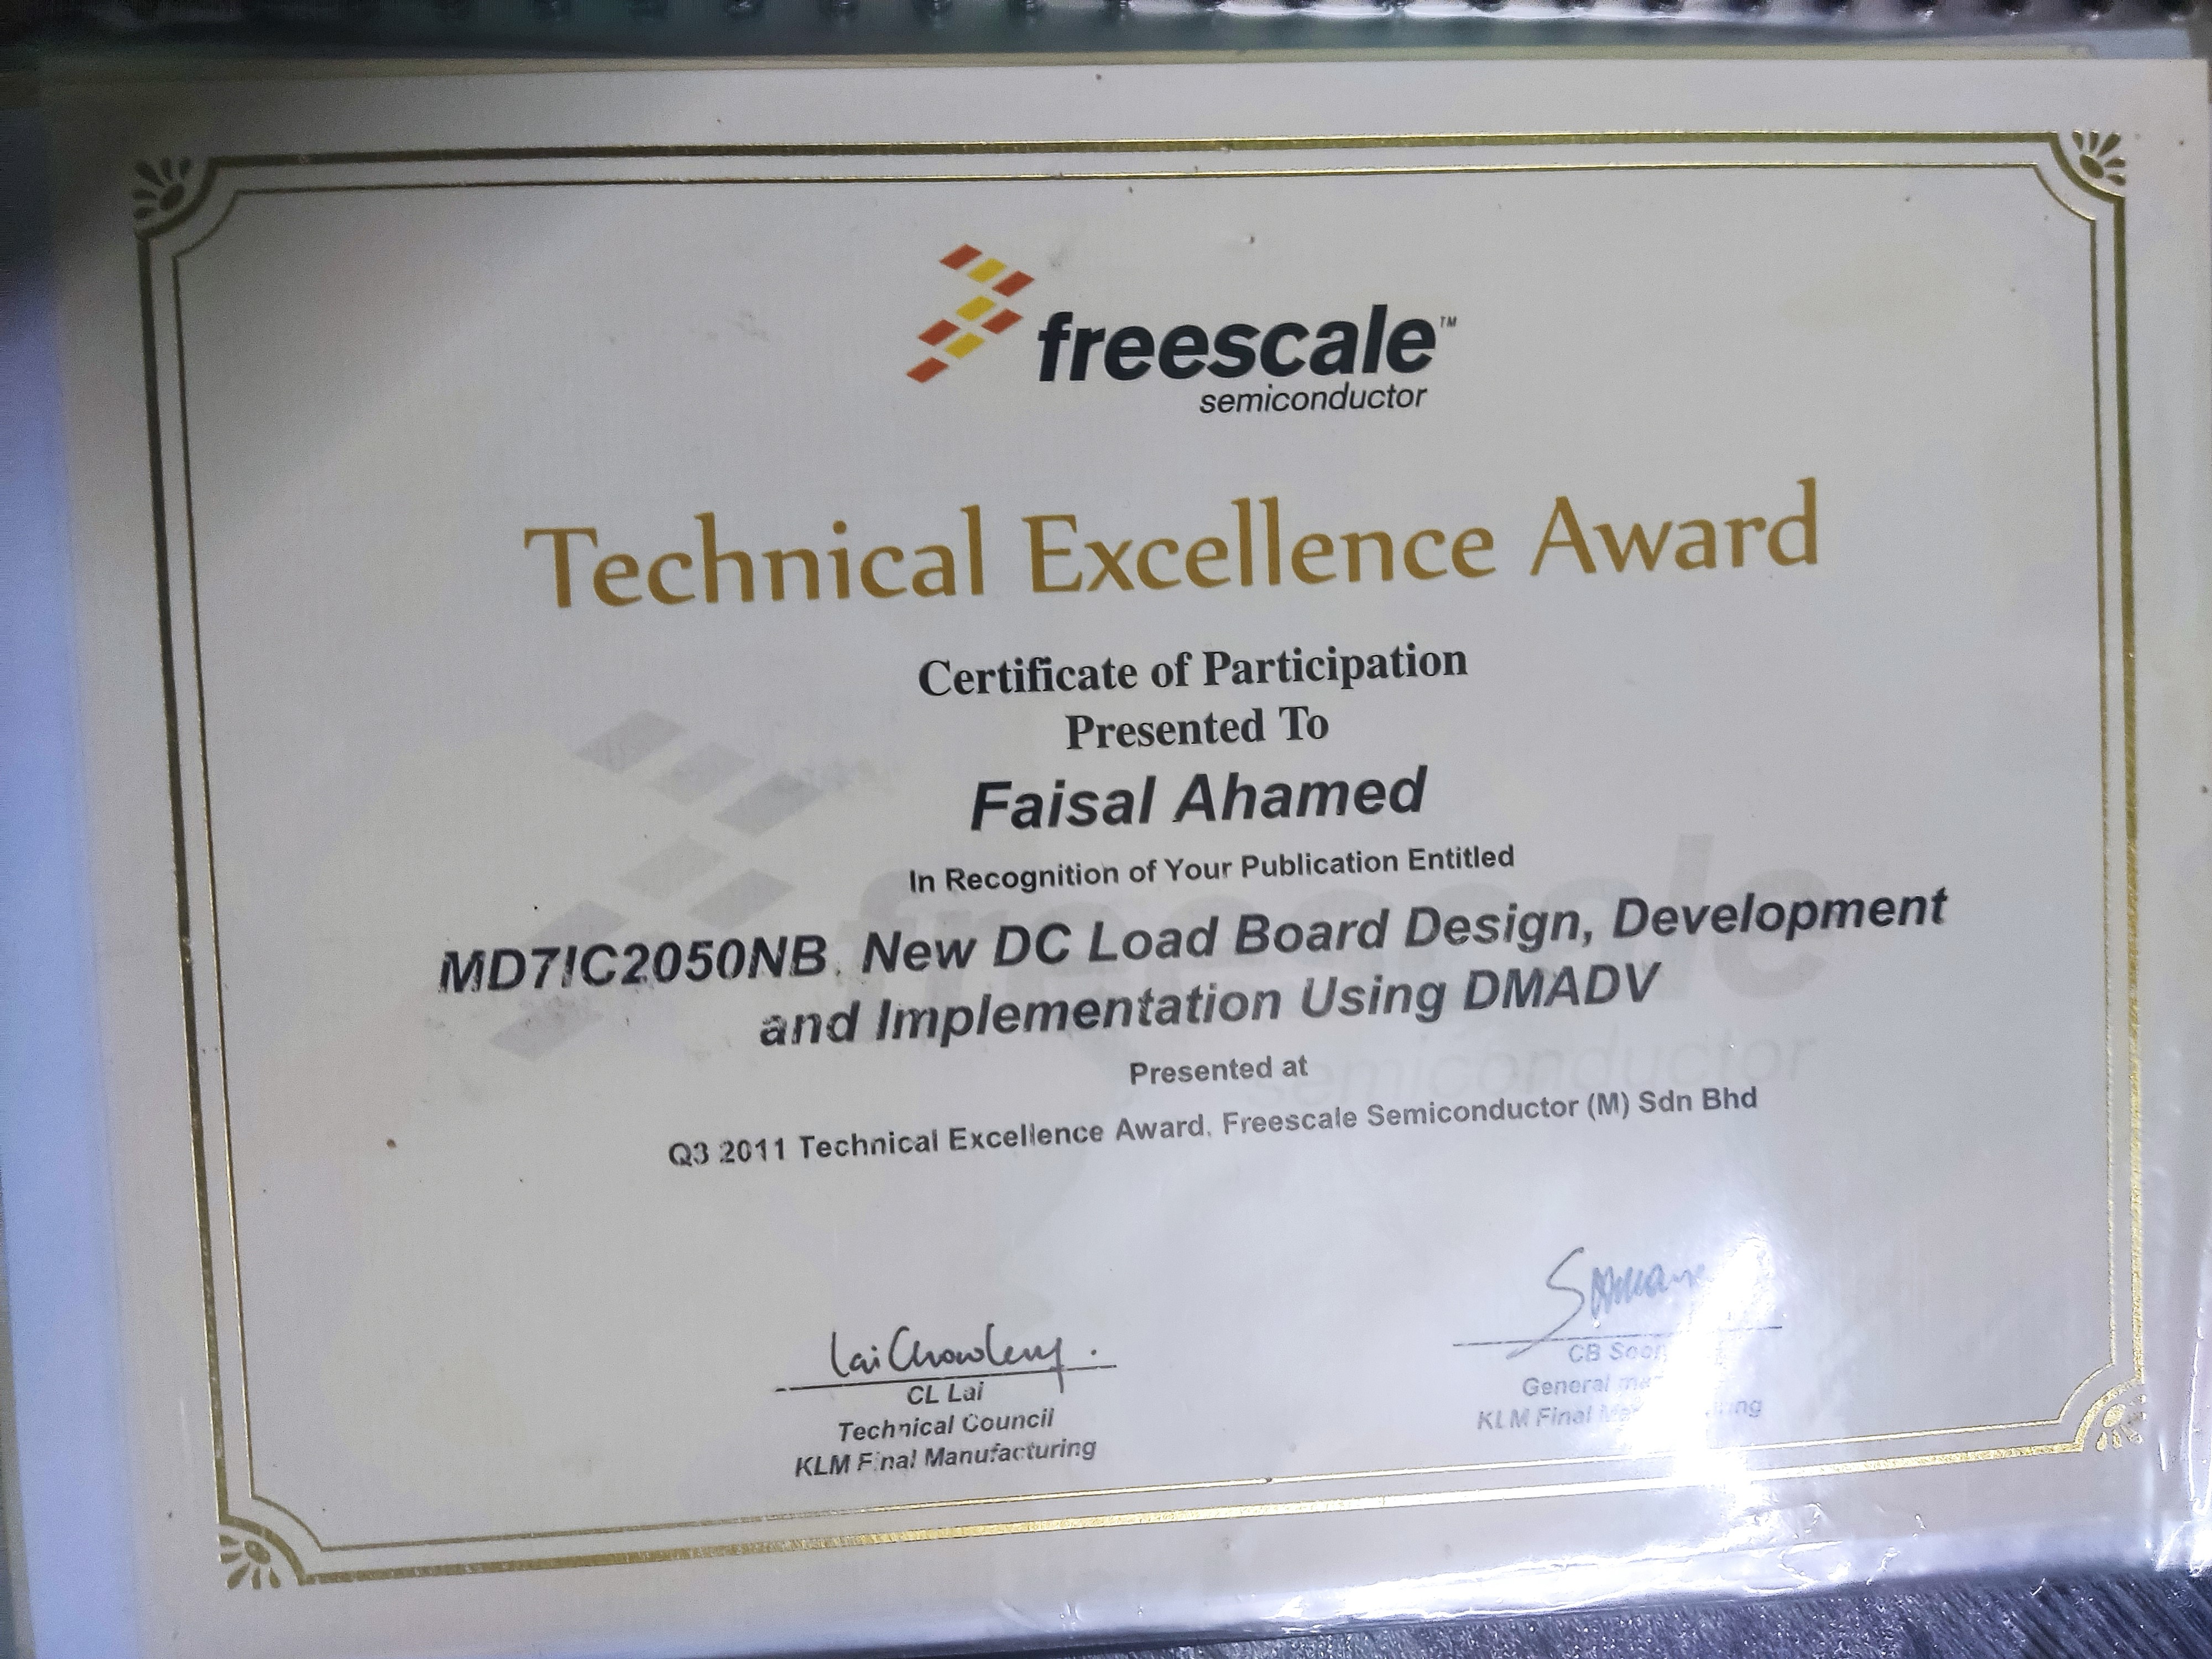 freescale™
semiconductor
Technical Excellence Award
Certificate of Participation
Presented To
Faisal Ahamed
In Recognition of Your Publication Entitled
MD7IC2050NB, New DC Load Board Design, Development
and Implementation Using DMADV
Presented at
Q3 2011 Technical Excellence Award, Freescale Semiconductor (M) Sdn Bhd
CL Lai
Technical Council
KLM Final Manufacturing
CB
General
KLM Final